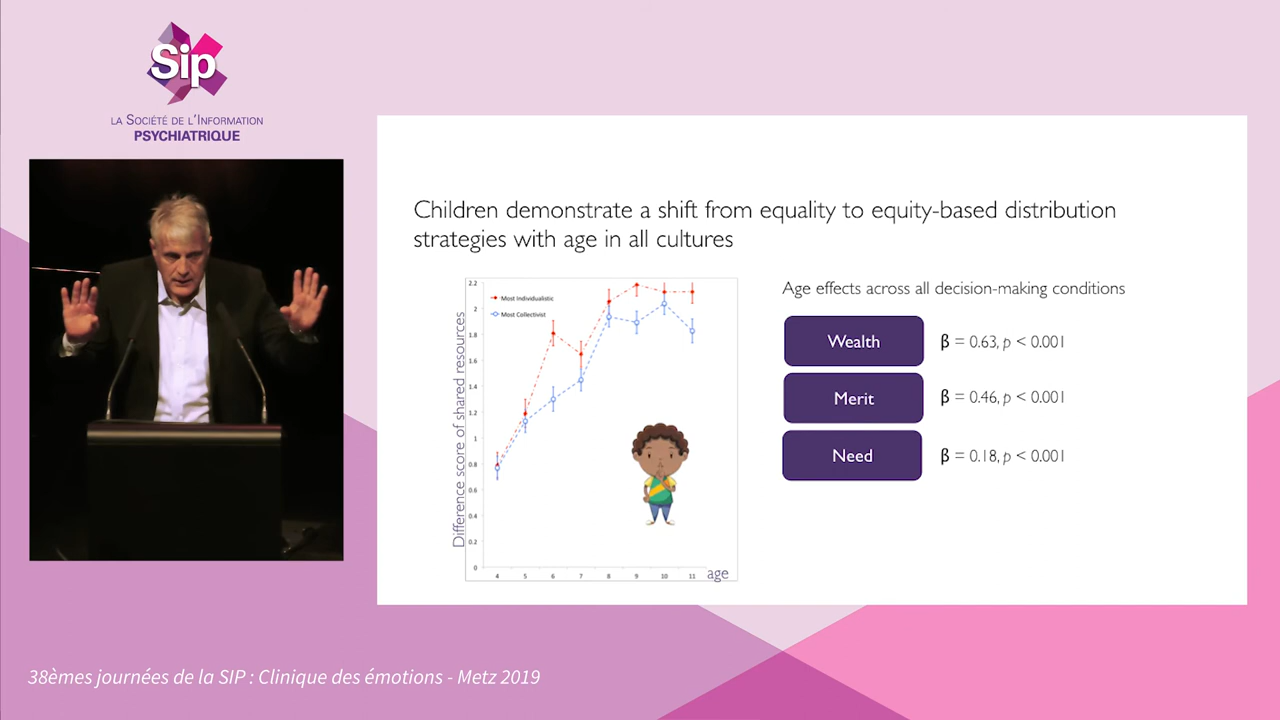 Sip
LA SOCIÉTÉ DE L'INFORMATION
PSYCHIATRIQUE
Children demonstrate a shift from equality to equity-based distribution
strategies with age in all cultures
Difference score of shared resources
2.2
2
1.8
1.6
1.4
1.2
1
0.8
0.6
0.4
0.2
0
Most Individualistic
Most Collectivist
4 5 6 7 8 9 10 11 age
Age effects across all decision-making conditions
Wealth β = 0.63, p < 0.001
Merit β = 0.46, p < 0.001
Need β = 0.18, p < 0.001
38èmes journées de la SIP : Clinique des émotions - Metz 2019